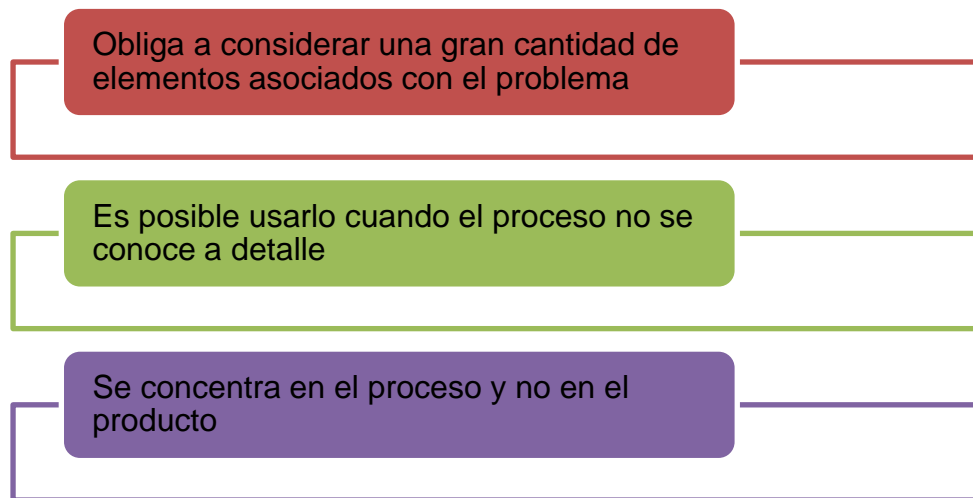 Obliga a considerar una gran cantidad de
elementos asociados con el problema
Es posible usarlo cuando el proceso no se
conoce a detalle
Se concentra en el proceso y no en el
producto